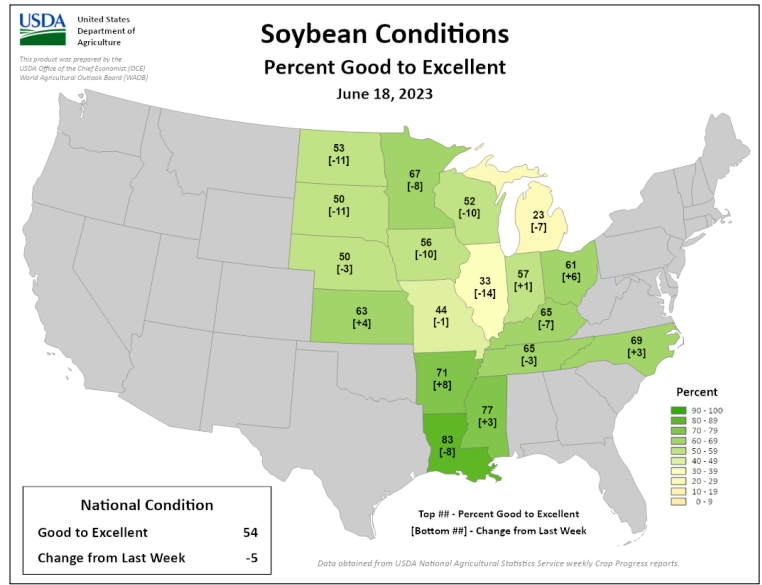 USDA
United States
Department of
Agriculture
This product was prepared by the
USDA Office of the Chief Economist (OCE)
World Agricultural Outlook Board (WAOB)
Soybean Conditions
Percent Good to Excellent
June 18, 2023
53
[-11]
67
[-8]
50
[-11]
52
[-10]
23
[-7]
50
[-3]
56
[-10]
33
[-14]
57
[+1]
61
[+6]
63
[+4]
44
[-1]
65
[-7]
65
[-3]
69
[+3]
71
[+8]
77
[+3]
83
[-8]
Percent
90 - 100
80 - 89
70 - 79
60 - 69
50 - 59
40 - 49
30 - 39
20 - 29
10 - 19
0 - 9
National Condition
Good to Excellent 54
Change from Last Week -5
Top ## - Percent Good to Excellent
[Bottom ##] - Change from Last Week
Data obtained from USDA National Agricultural Statistics Service weekly Crop Progress reports.